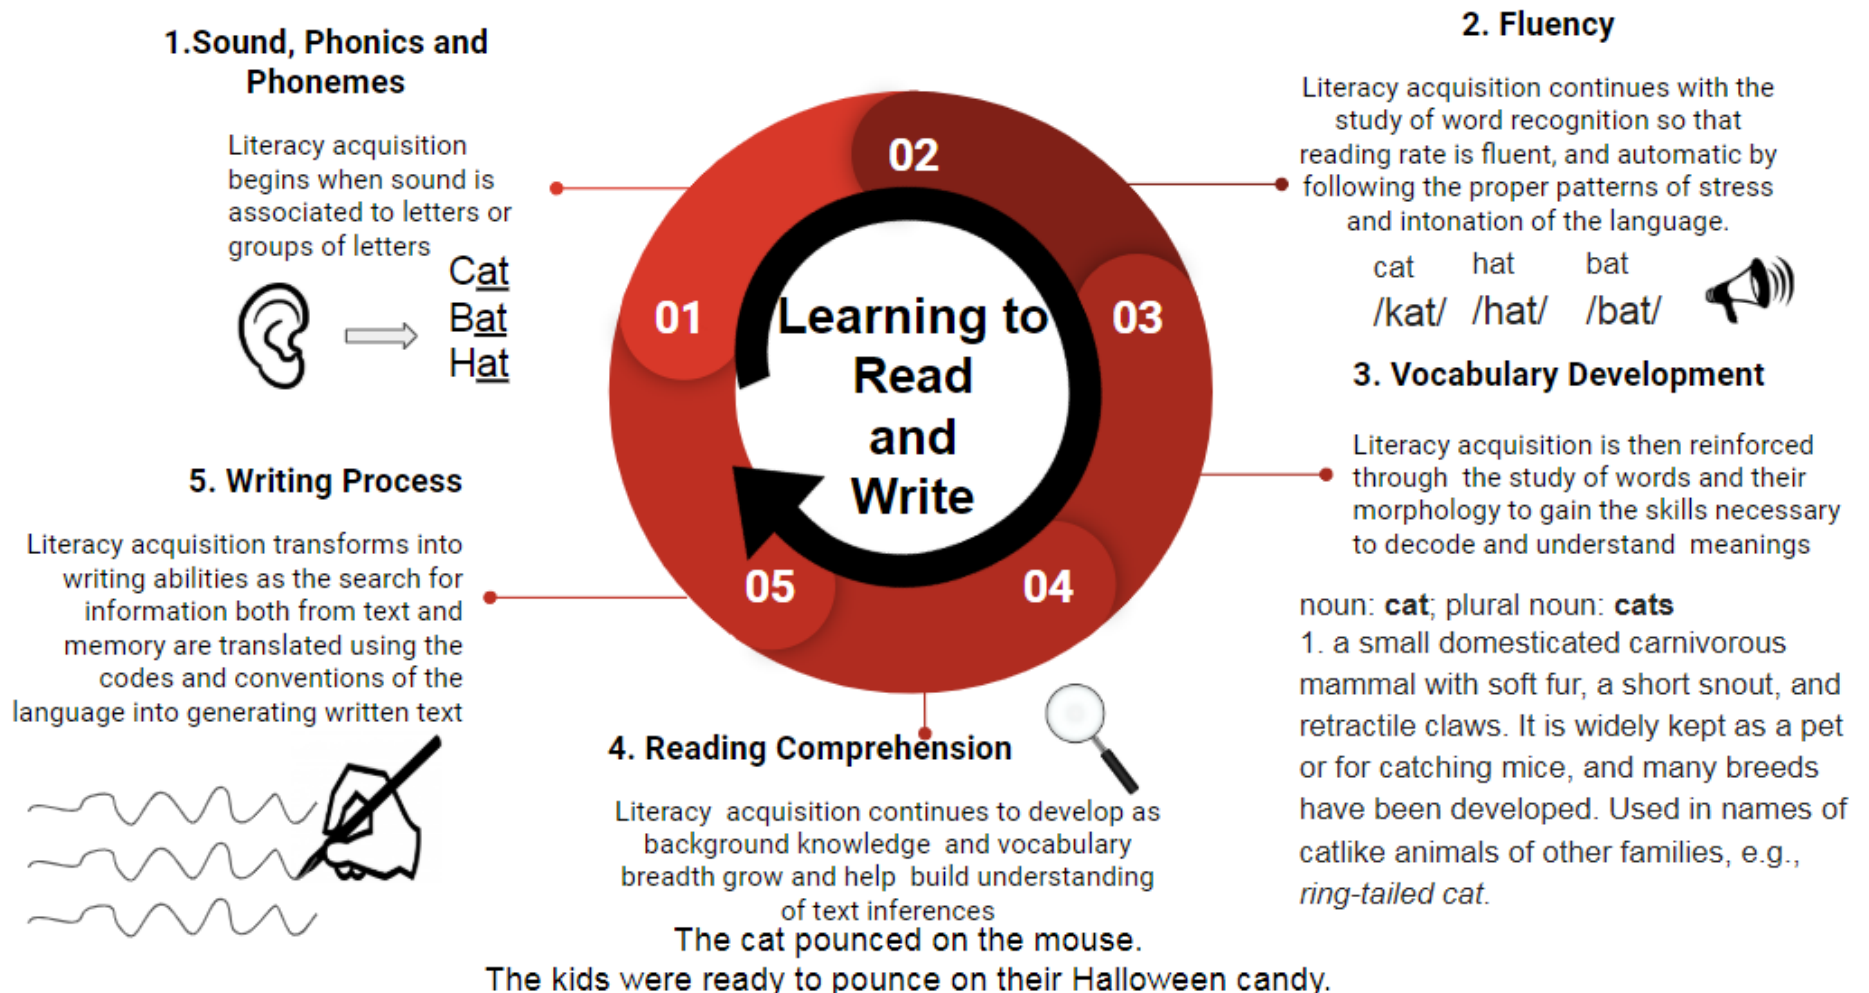 1.Sound, Phonics and
Phonemes
Literacy acquisition
begins when sound is
associated to letters or
groups of letters
Cat
Bat
Hat
2. Fluency
Literacy acquisition continues with the
study of word recognition so that
reading rate is fluent, and automatic by
following the proper patterns of stress
and intonation of the language.
cat hat bat
/kat/ /hat/ /bat/
3. Vocabulary Development
Literacy acquisition is then reinforced
through the study of words and their
morphology to gain the skills necessary
to decode and understand meanings
noun: cat; plural noun: cats
1. a small domesticated carnivorous
mammal with soft fur, a short snout, and
retractile claws. It is widely kept as a pet
or for catching mice, and many breeds
have been developed. Used in names of
catlike animals of other families, e.g.,
ring-tailed cat.
4. Reading Comprehension
Literacy acquisition continues to develop as
background knowledge and vocabulary
breadth grow and help build understanding
of text inferences
The cat pounced on the mouse.
The kids were ready to pounce on their Halloween candy.
5. Writing Process
Literacy acquisition transforms into
writing abilities as the search for
information both from text and
memory are translated using the
codes and conventions of the
language into generating written text
01
02
03
04
05
Learning to
Read
and
Write